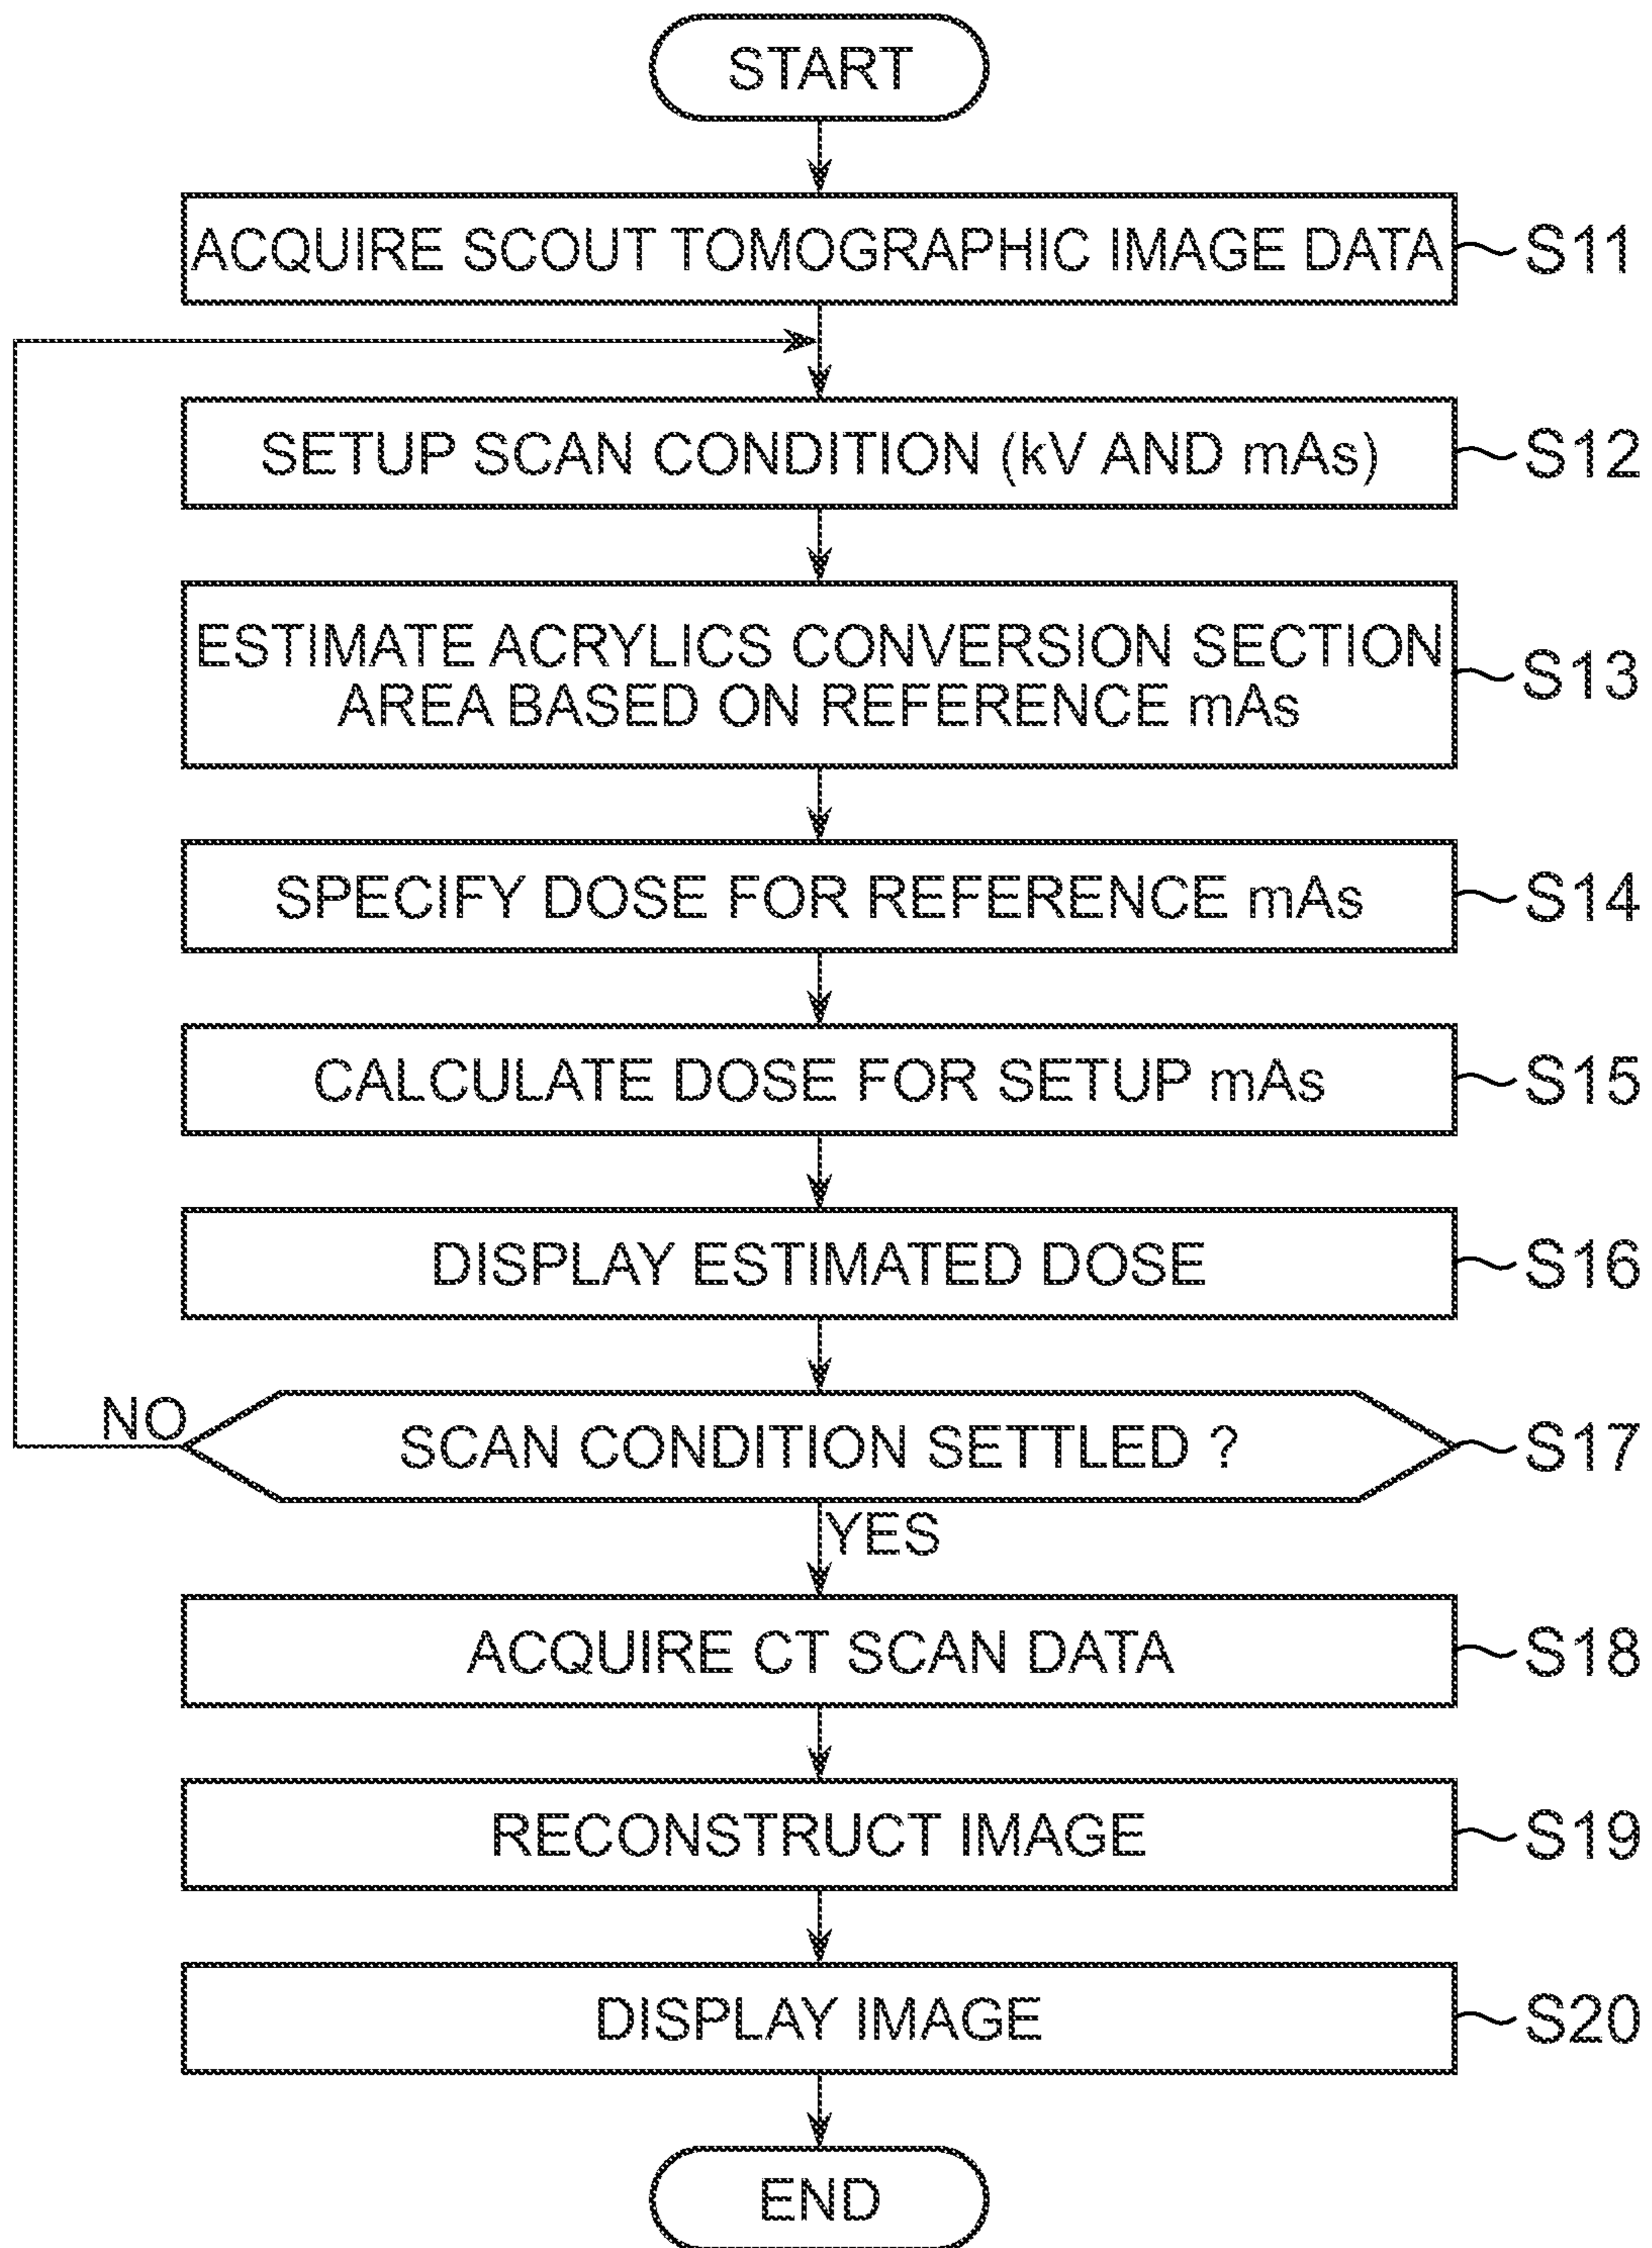 START
ACQUIRE SCOUT TOMOGRAPHIC IMAGE DATA S11
SETUP SCAN CONDITION (kV AND mAs) S12
ESTIMATE ACRYLICS CONVERSION SECTION
AREA BASED ON REFERENCE mAs S13
SPECIFY DOSE FOR REFERENCE mAs S14
CALCULATE DOSE FOR SETUP mAs S15
DISPLAY ESTIMATED DOSE S16
NO
SCAN CONDITION SETTLED ? S17
YES
ACQUIRE CT SCAN DATA S18
RECONSTRUCT IMAGE S19
DISPLAY IMAGE S20
END